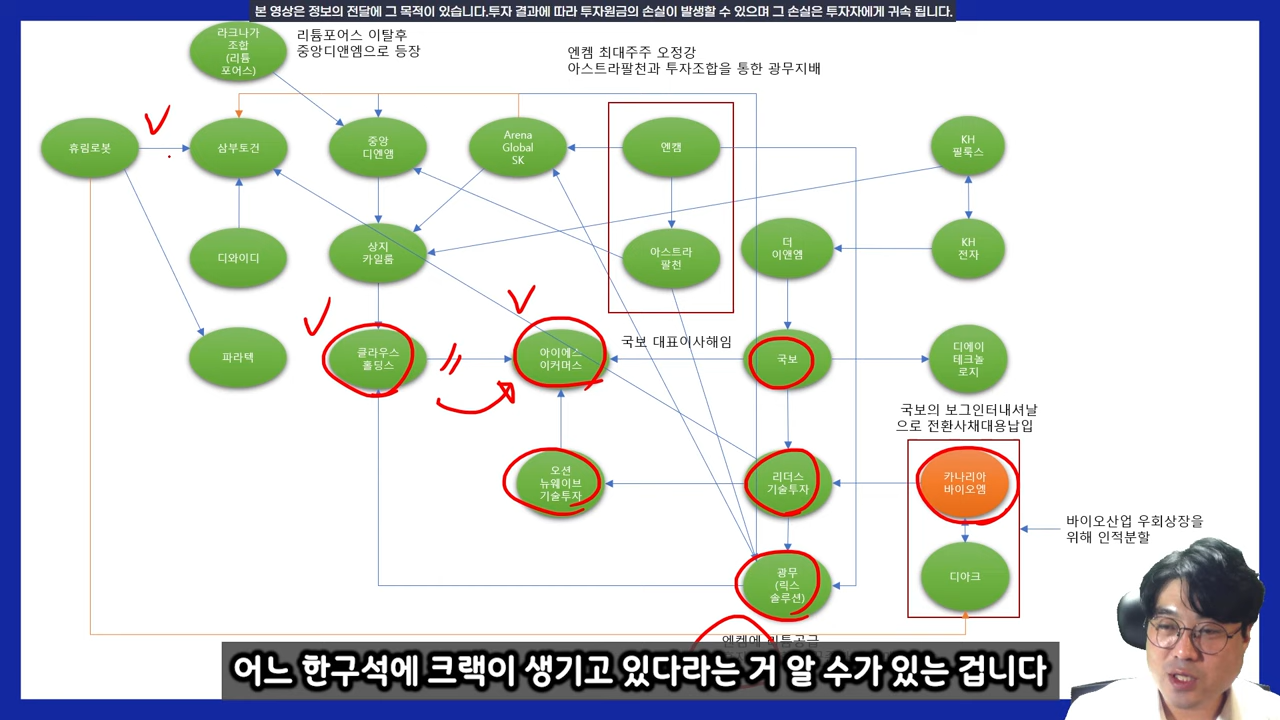 본 영상은 정보의 전달에 그 목적이 있습니다.투자 결과에 따라 투자원금의 손실이 발생할 수 있으며 그 손실은 투자자에게 귀속 됩니다.
라크나가
조합
(리튬
포어스)
리튬포어스 이탈후
중앙디앤엠으로 등장
엔켐 최대주주 오정강
아스트라팔천과 투자조합을 통한 광무지배
휴림로봇
삼부토건
중앙
디엔엠
Arena
Global
SK
엔캠
KH
필룩스
디와이디
상지
카일룸
아스트라
팔천
더
이앤엠
KH
전자
파라텍
클라우스
홀딩스
아이에스
이커머스
국보 대표이사해임
국보
디에이
테크놀
로지
국보의 보그인터내셔날
으로 전환사채대용납입
오션
뉴웨이브
기술투자
리더스
기술투자
카나리아
바이오엠
바이오산업 우회상장을
위해 인적분할
광무
(릭스
솔루션)
디아크
엔켐에 리튬공급
어느 한구석에 크랙이 생기고 있다라는 거 알 수가 있는 겁니다